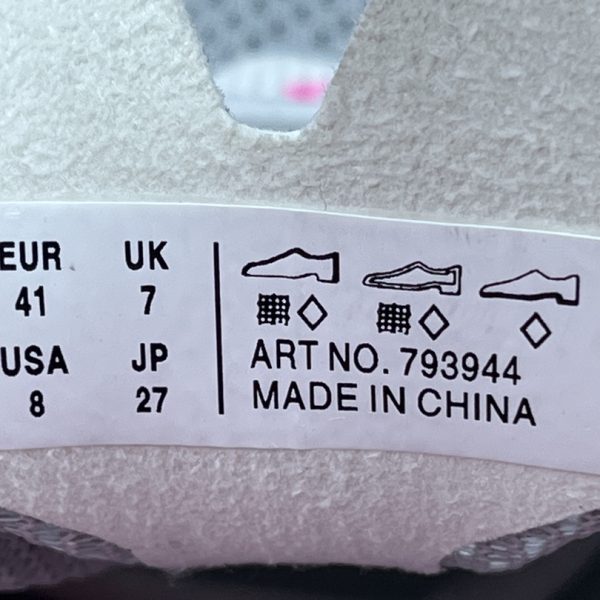 EUR UK
41 7
USA JP
8 27
ART NO. 793944
MADE IN CHINA